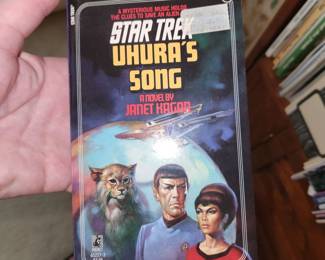 A MYSTERIOUS MUSIC HOLDS
THE CLUES TO SAVE AN ALIEN
STAR TREK
UHURA'S
SONG
A NOVEL BY
JANET KAGAN